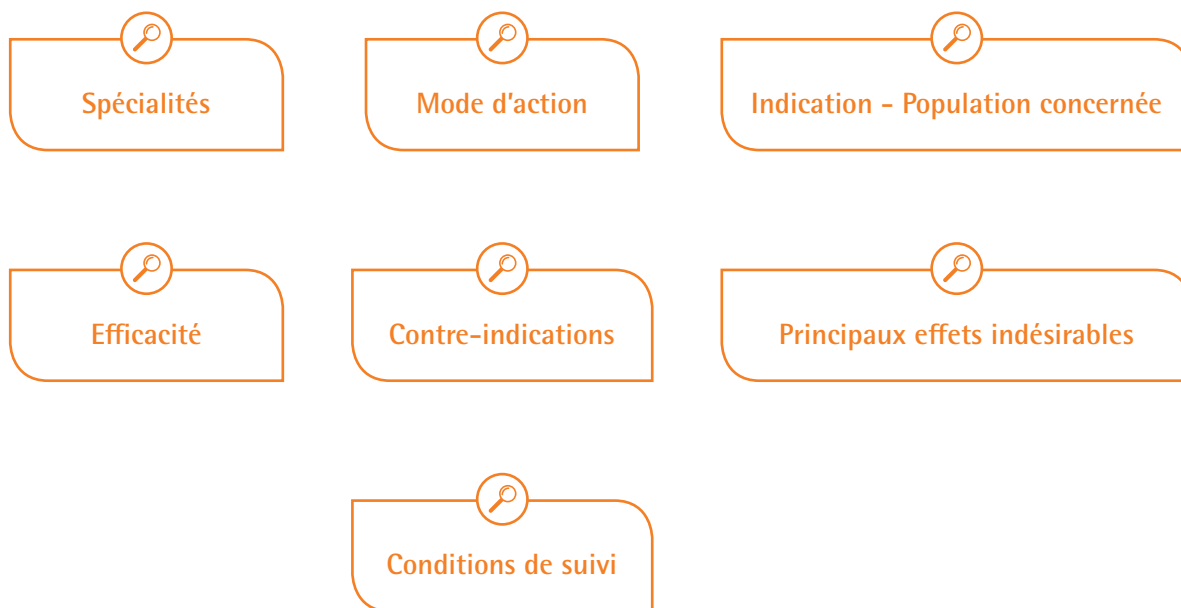 Spécialités
Mode d'action
Indication - Population concernée
Efficacité
Contre-indications
Principaux effets indésirables
Conditions de suivi